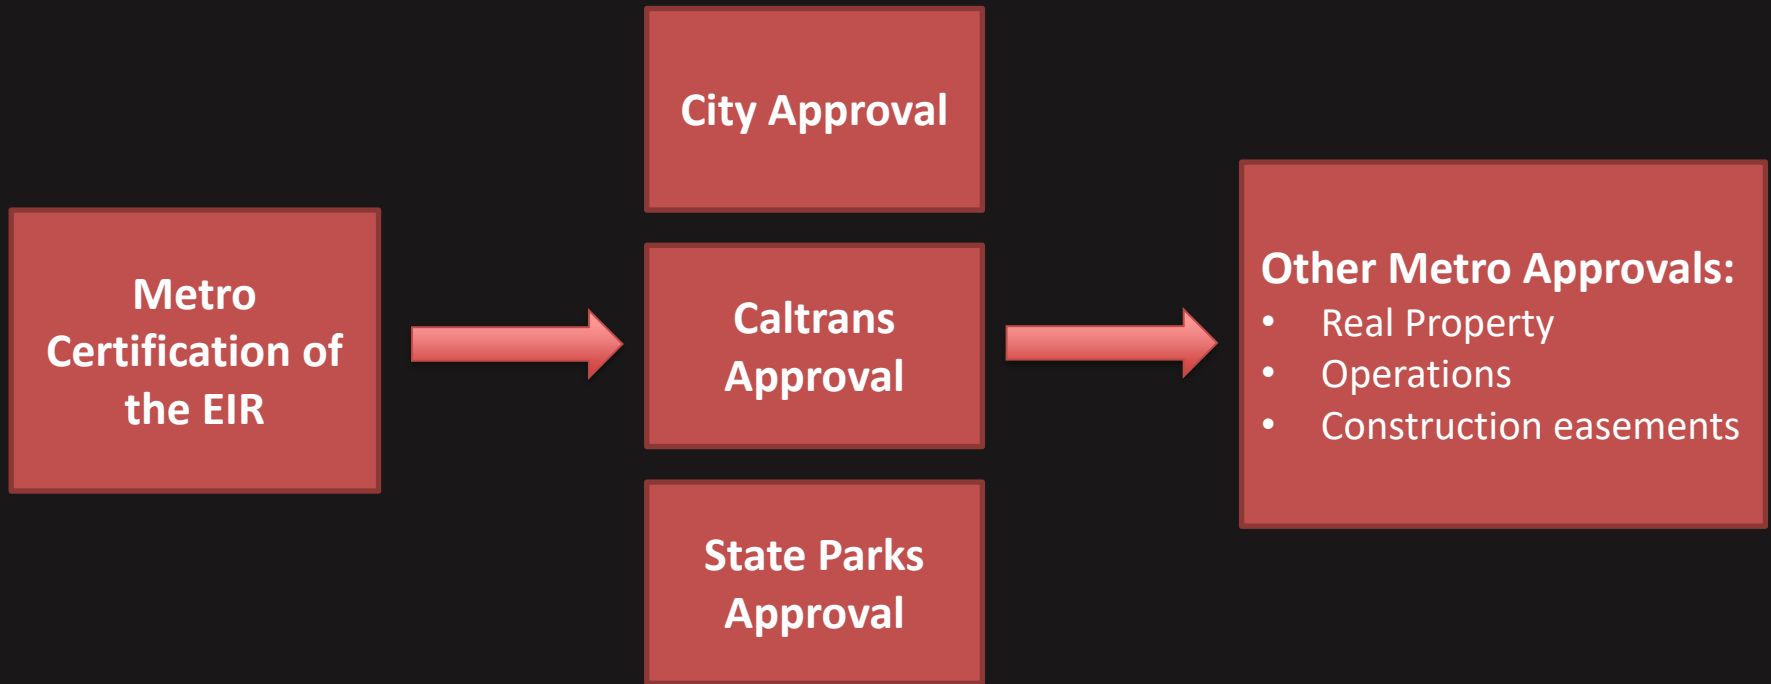 Metro
Certification of
the EIR
City Approval
Caltrans
Approval
State Parks
Approval
Other Metro Approvals:
• Real Property
• Operations
• Construction easements